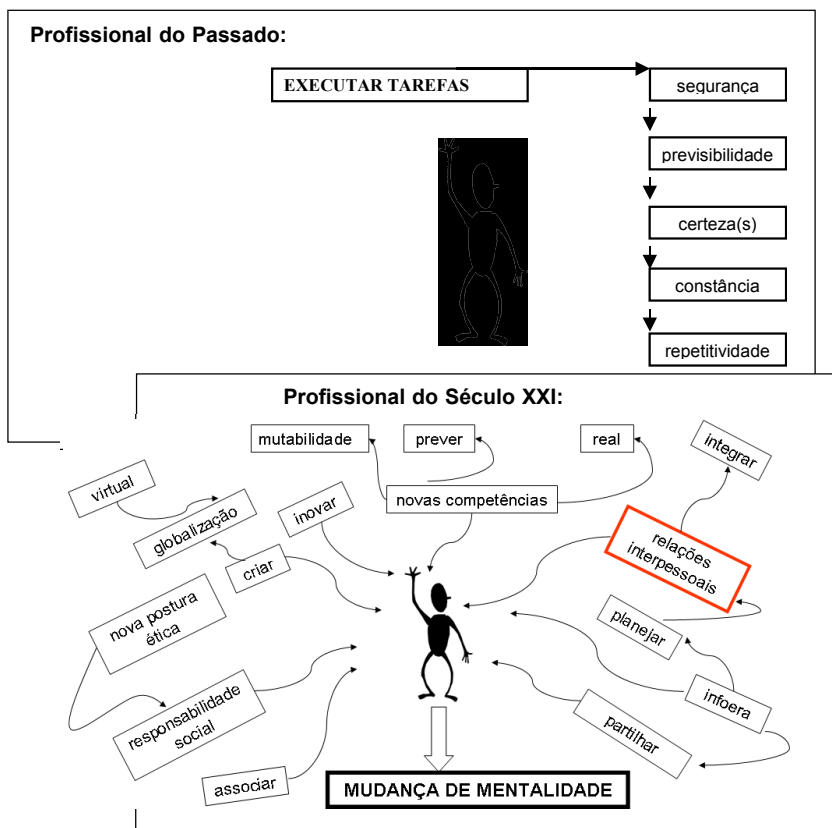 Profissional do Passado:
EXECUTAR TAREFAS
segurança
previsibilidade
certeza(s)
constância
repetitividade
Profissional do Século XXI:
mutabilidade
prever
real
integrar
virtual
novas competências
inovar
globalização
relações
interpessoais
criar
nova postura
ética
planejar
infoera
responsabilidade
social
partilhar
associar
MUDANÇA DE MENTALIDADE